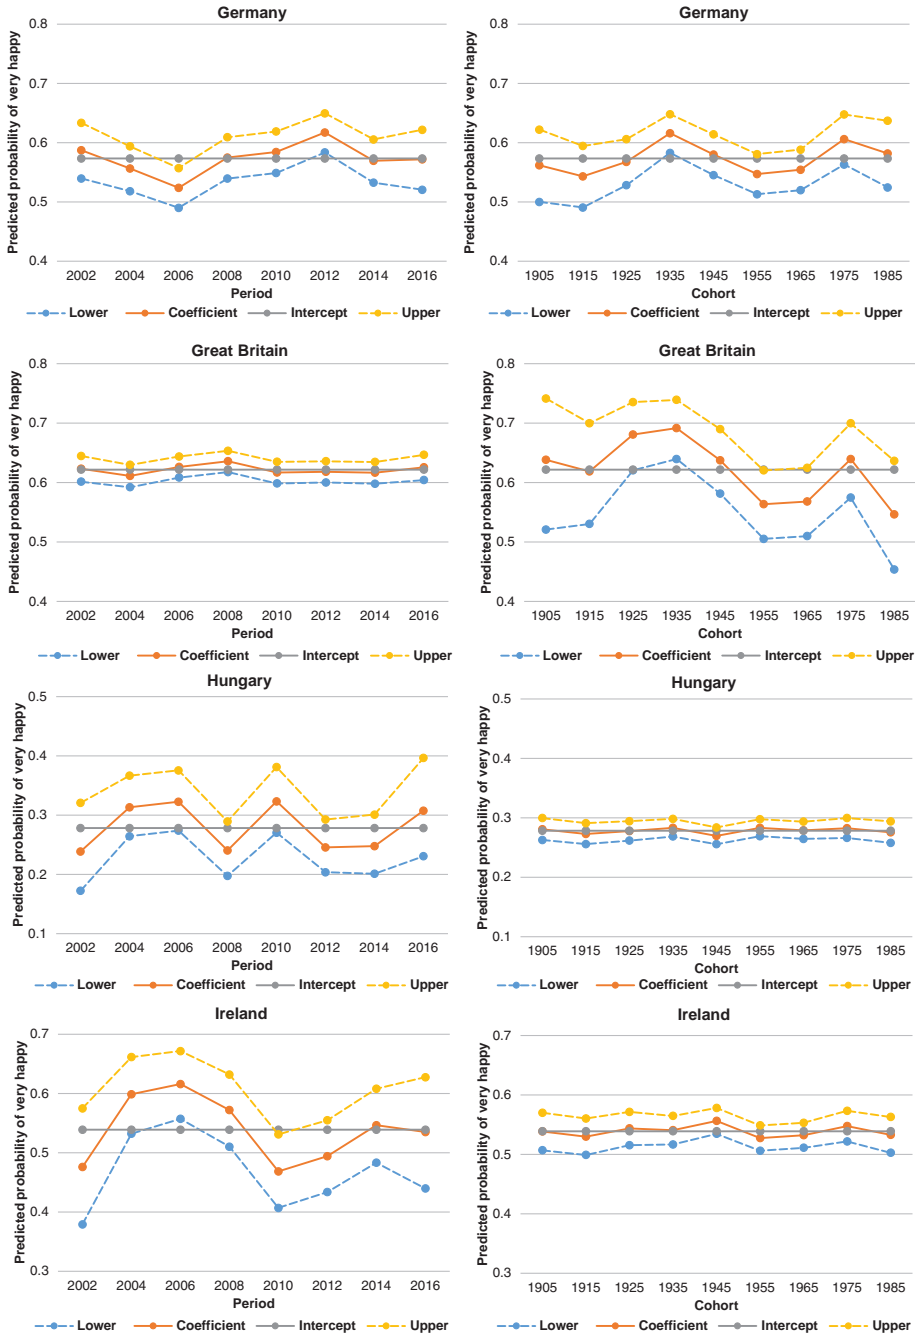 Germany
Predicted probability of very happy
0.8
0.7
0.6
0.5
0.4
2002 2004 2006 2008 2010 2012 2014 2016
Period
Lower Coefficient Intercept Upper
Germany
Predicted probability of very happy
0.8
0.7
0.6
0.5
0.4
1905 1915 1925 1935 1945 1955 1965 1975 1985
Cohort
Lower Coefficient Intercept Upper
Great Britain
Predicted probability of very happy
0.8
0.7
0.6
0.5
0.4
2002 2004 2006 2008 2010 2012 2014 2016
Period
Lower Coefficient Intercept Upper
Great Britain
Predicted probability of very happy
0.8
0.7
0.6
0.5
0.4
1905 1915 1925 1935 1945 1955 1965 1975 1985
Cohort
Lower Coefficient Intercept Upper
Hungary
Predicted probability of very happy
0.5
0.4
0.3
0.2
0.1
2002 2004 2006 2008 2010 2012 2014 2016
Period
Lower Coefficient Intercept Upper
Hungary
Predicted probability of very happy
0.5
0.4
0.3
0.2
0.1
1905 1915 1925 1935 1945 1955 1965 1975 1985
Cohort
Lower Coefficient Intercept Upper
Ireland
Predicted probability of very happy
0.7
0.6
0.5
0.4
0.3
2002 2004 2006 2008 2010 2012 2014 2016
Period
Lower Coefficient Intercept Upper
Ireland
Predicted probability of very happy
0.7
0.6
0.5
0.4
0.3
1905 1915 1925 1935 1945 1955 1965 1975 1985
Cohort
Lower Coefficient Intercept Upper